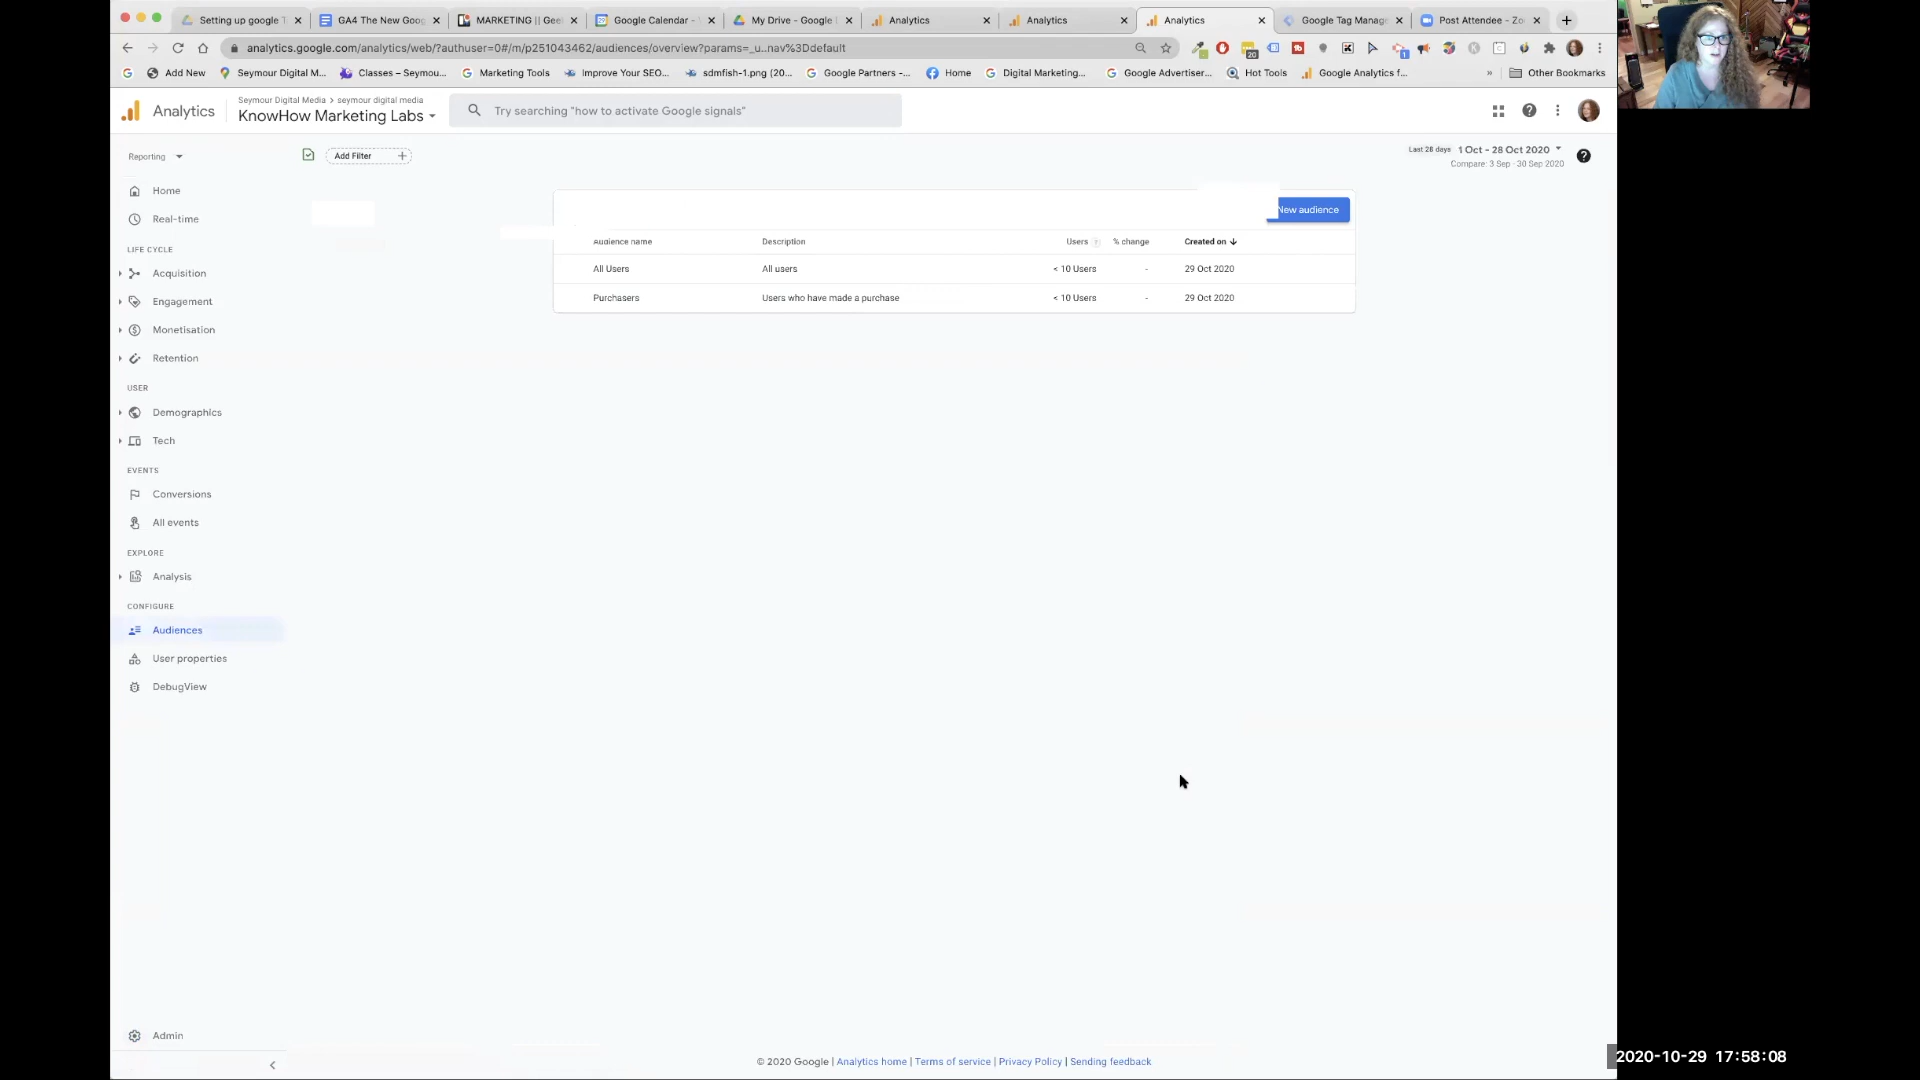 Setting up google T
GA4 The New Goog
MARKETING || Geel
Google Calendar -
My Drive - Google
Analytics
Analytics
Analytics
Google Tag Manage
Post Attendee - Zo
analytics.google.com/analytics/web/?authuser=0#/m/p251043462/audiences/overview?params=_u..nav%3Ddefault
20
1
Add New
Seymour Digital M...
Classes – Seymou...
Marketing Tools
Improve Your SEO...
sdmfish-1.png (20...
Google Partners -...
Home
Digital Marketing...
Google Advertiser...
Hot Tools
Google Analytics f...
»
Other Bookmarks
Analytics
Seymour Digital Media > seymour digital media
KnowHow Marketing Labs
Try searching "how to activate Google signals"
Reporting
Add Filter
Last 28 days
1 Oct - 28 Oct 2020
Compare: 3 Sep - 30 Sep 2020
Home
Real-time
LIFE CYCLE
Acquisition
Engagement
Monetisation
Retention
USER
Demographics
Tech
EVENTS
Conversions
All events
EXPLORE
Analysis
CONFIGURE
Audiences
User properties
DebugView
Admin
New audience
Audience name Description Users ? % change Created on
All Users All users < 10 Users - 29 Oct 2020
Purchasers Users who have made a purchase < 10 Users - 29 Oct 2020
© 2020 Google | Analytics home | Terms of service | Privacy Policy | Sending feedback
2020-10-29 17:58:08